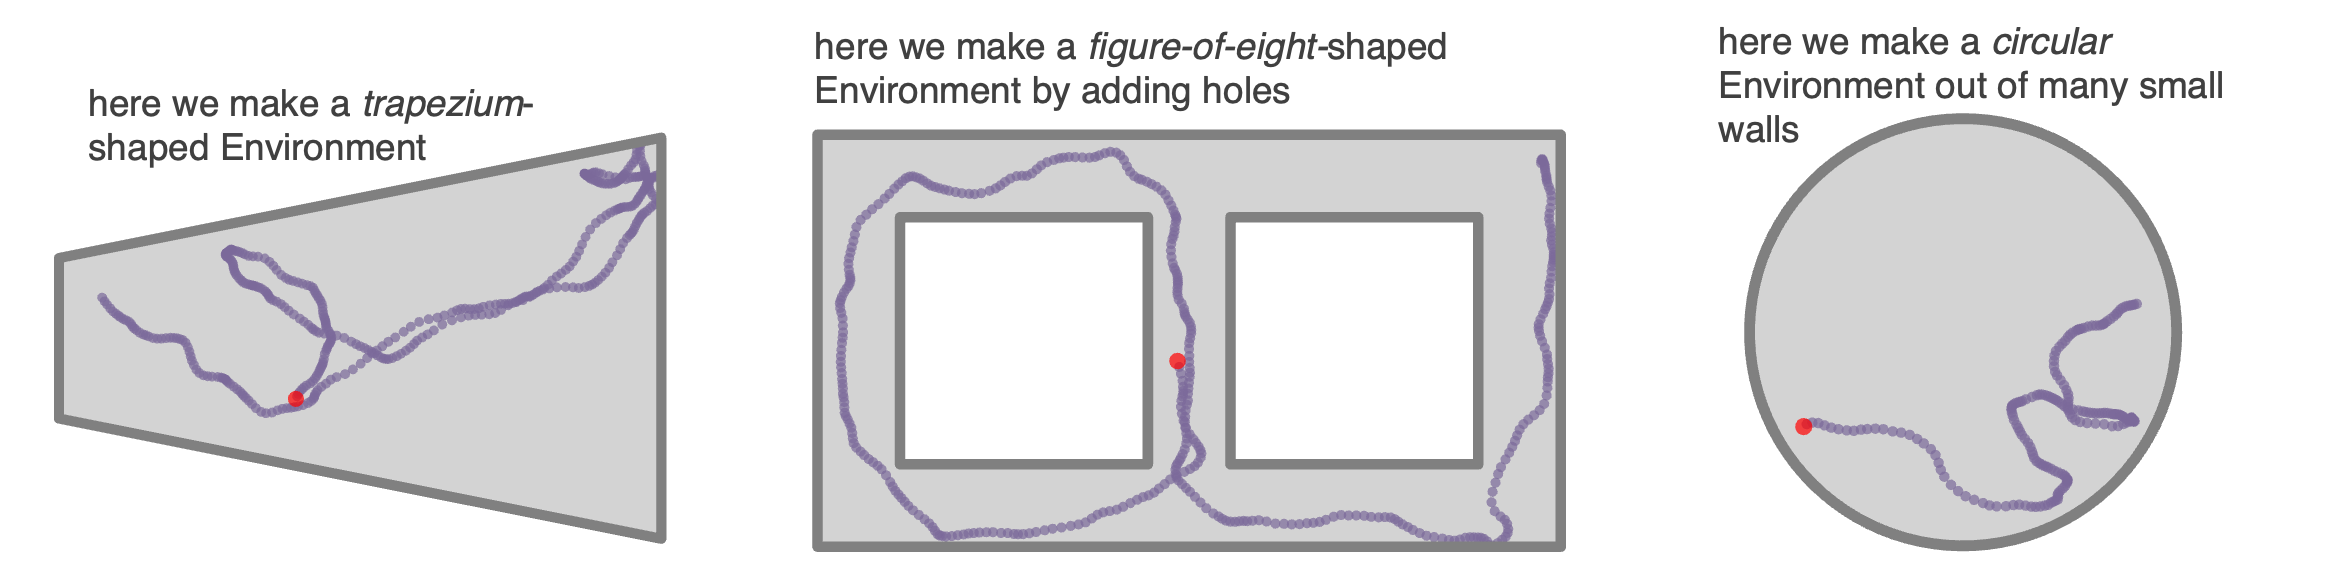 here we make a trapezium-
shaped Environment
here we make a figure-of-eight-shaped
Environment by adding holes
here we make a circular
Environment out of many small
walls